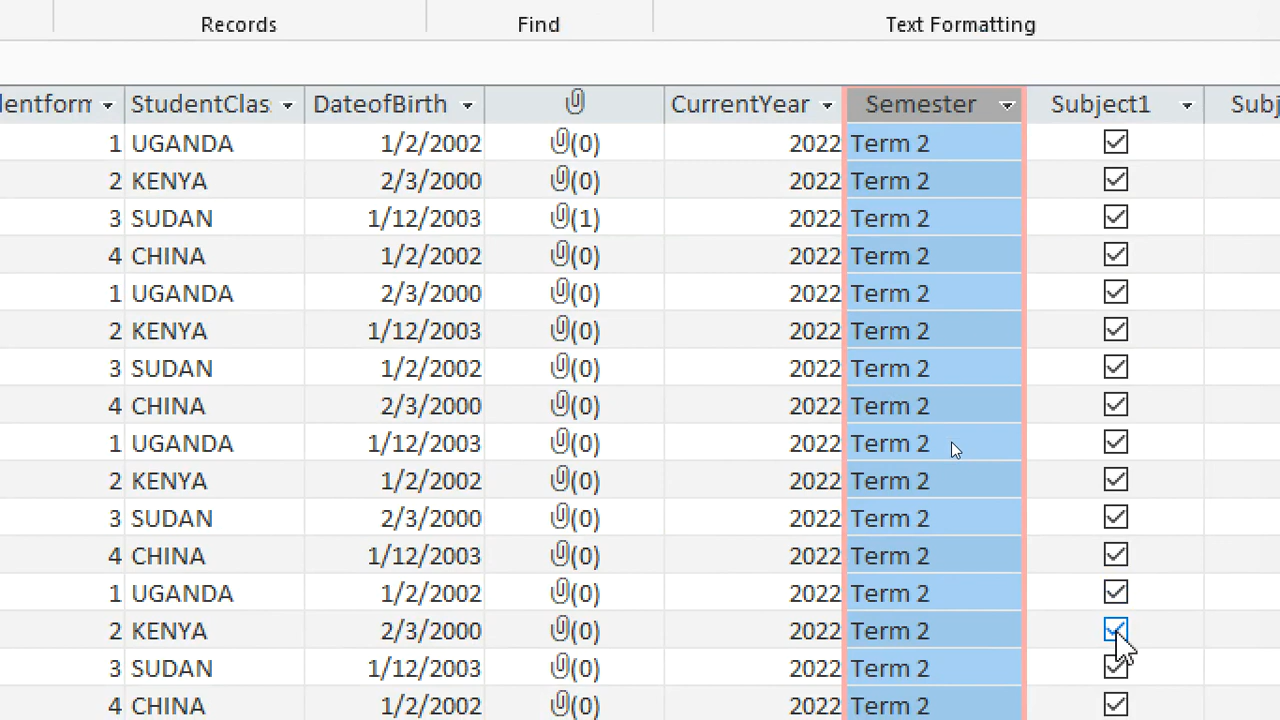 Records Find Text Formatting
lentform StudentClas DateofBirth CurrentYear Semester Subject1 Subj
1 UGANDA 1/2/2002 (0) 2022 Term 2
2 KENYA 2/3/2000 (0) 2022 Term 2
3 SUDAN 1/12/2003 (1) 2022 Term 2
4 CHINA 1/2/2002 (0) 2022 Term 2
1 UGANDA 2/3/2000 (0) 2022 Term 2
2 KENYA 1/12/2003 (0) 2022 Term 2
3 SUDAN 1/2/2002 (0) 2022 Term 2
4 CHINA 2/3/2000 (0) 2022 Term 2
1 UGANDA 1/12/2003 (0) 2022 Term 2
2 KENYA 1/2/2002 (0) 2022 Term 2
3 SUDAN 2/3/2000 (0) 2022 Term 2
4 CHINA 1/12/2003 (0) 2022 Term 2
1 UGANDA 1/2/2002 (0) 2022 Term 2
2 KENYA 2/3/2000 (0) 2022 Term 2
3 SUDAN 1/12/2003 (0) 2022 Term 2
4 CHINA 1/2/2002 (0) 2022 Term 2